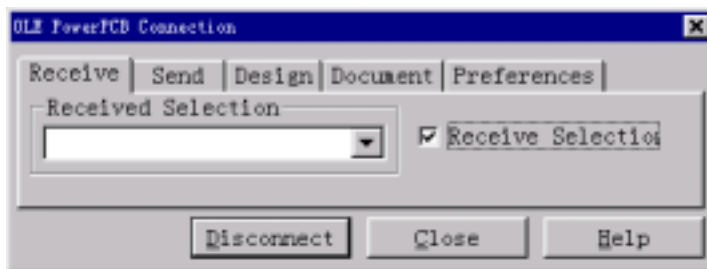 OLE PowerPCB Connection
Receive Send Design Document Preferences
Received Selection
Receive Selectio
Disconnect Close Help